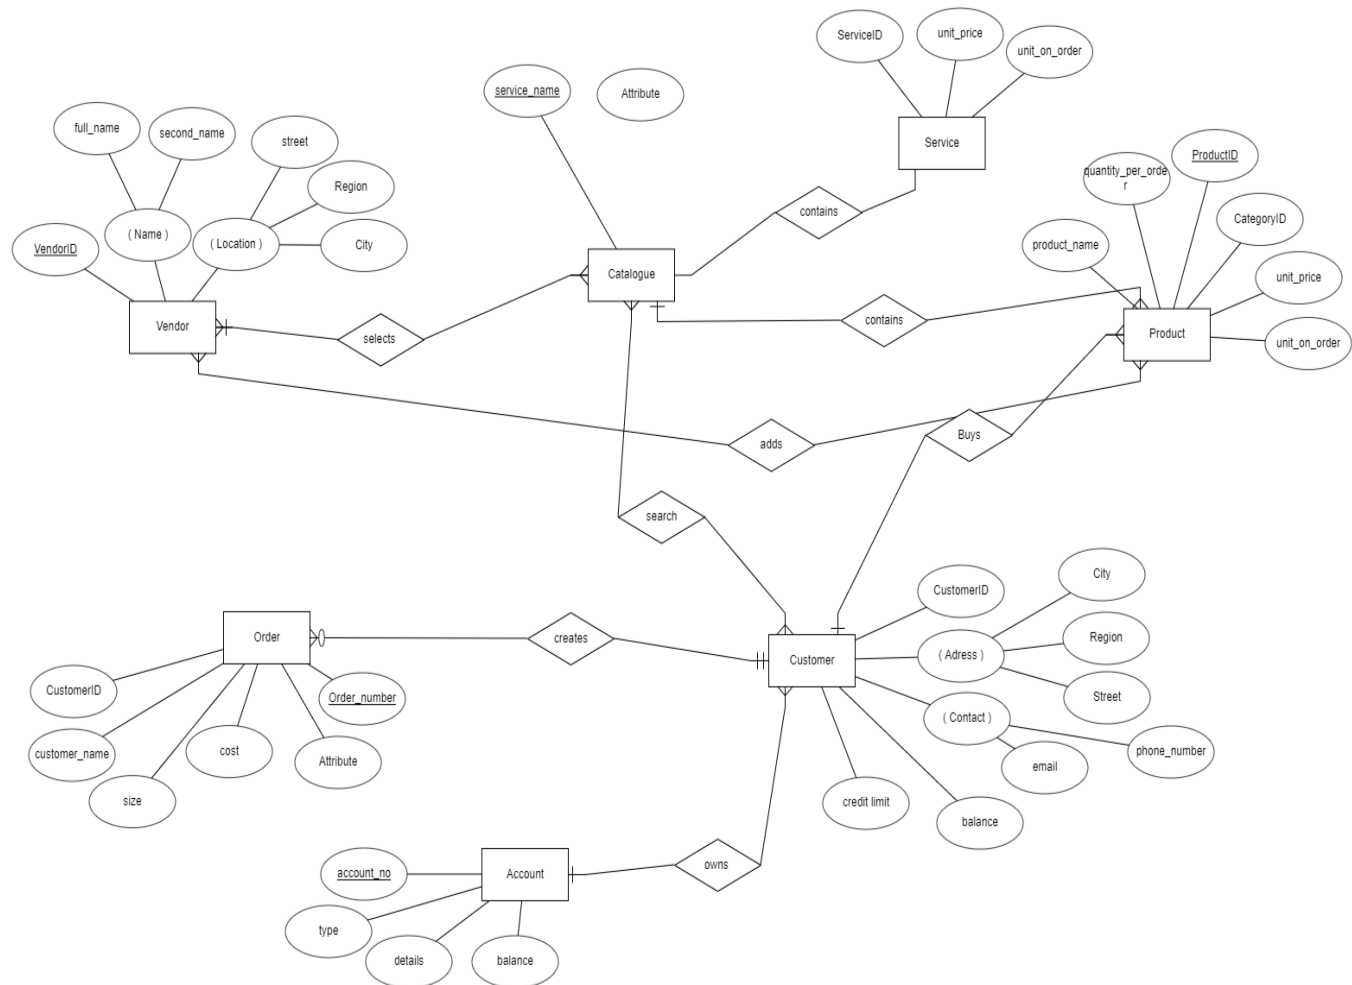 ServiceID
unit_price
unit_on_order
service_name
Attribute
full_name
second_name
street
Service
ProductID
quantity_per_orde
r
Region
contains
CategoryID
( Name )
( Location )
City
VendorID
product_name
Catalogue
unit_price
Vendor
selects
contains
Product
unit_on_order
adds
Buys
search
City
CustomerID
Order
creates
Customer
( Adress )
Region
CustomerID
Order_number
Street
( Contact )
customer_name
cost
Attribute
phone_number
email
size
credit limit
balance
account_no
Account
owns
type
details
balance